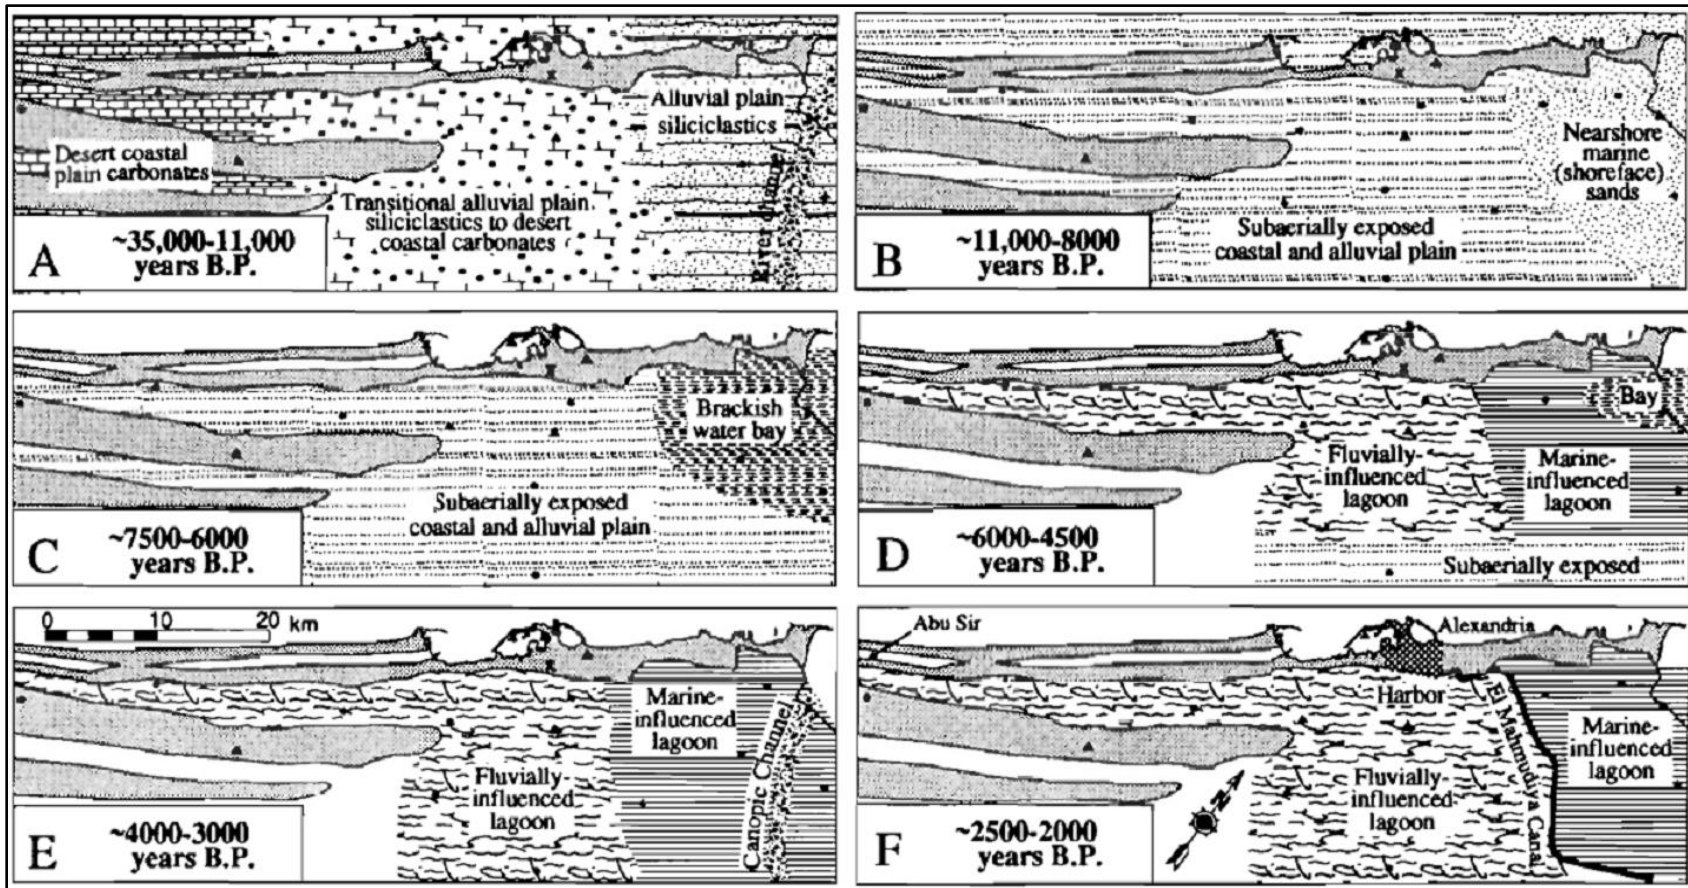 Desert coastal
plain carbonates
Alluvial plain
siliciclastics
River channel
Transitional alluvial plain
siliciclastics to desert
coastal carbonates
A
~35,000-11,000
years B.P.
Nearshore
marine
(shoreface)
sands
Subaerially exposed
coastal and alluvial plain
B
~11,000-8000
years B.P.
Brackish
water bay
Subaerially exposed
coastal and alluvial plain
C
~7500-6000
years B.P.
Bay
Fluvially-
influenced
lagoon
Marine-
influenced
lagoon
Subaerially exposed
D
~6000-4500
years B.P.
0 10 20 km
Marine-
influenced
lagoon
Canopic Channel
Fluvially-
influenced
lagoon
E
~4000-3000
years B.P.
Abu Sir
Alexandria
Harbor
El Mahmudiya Canal
Marine-
influenced
lagoon
Fluvially-
influenced
lagoon
N
F
~2500-2000
years B.P.